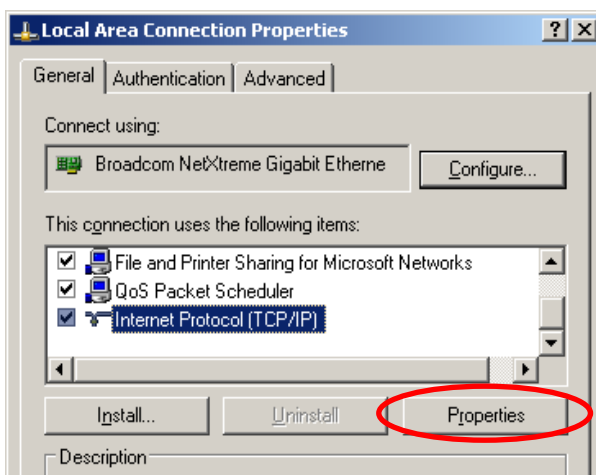 Local Area Connection Properties
General Authentication Advanced
Connect using:
Broadcom NetXtreme Gigabit Etherne Configure...
This connection uses the following items:
File and Printer Sharing for Microsoft Networks
QoS Packet Scheduler
Internet Protocol (TCP/IP)
Install... Uninstall Properties
Description